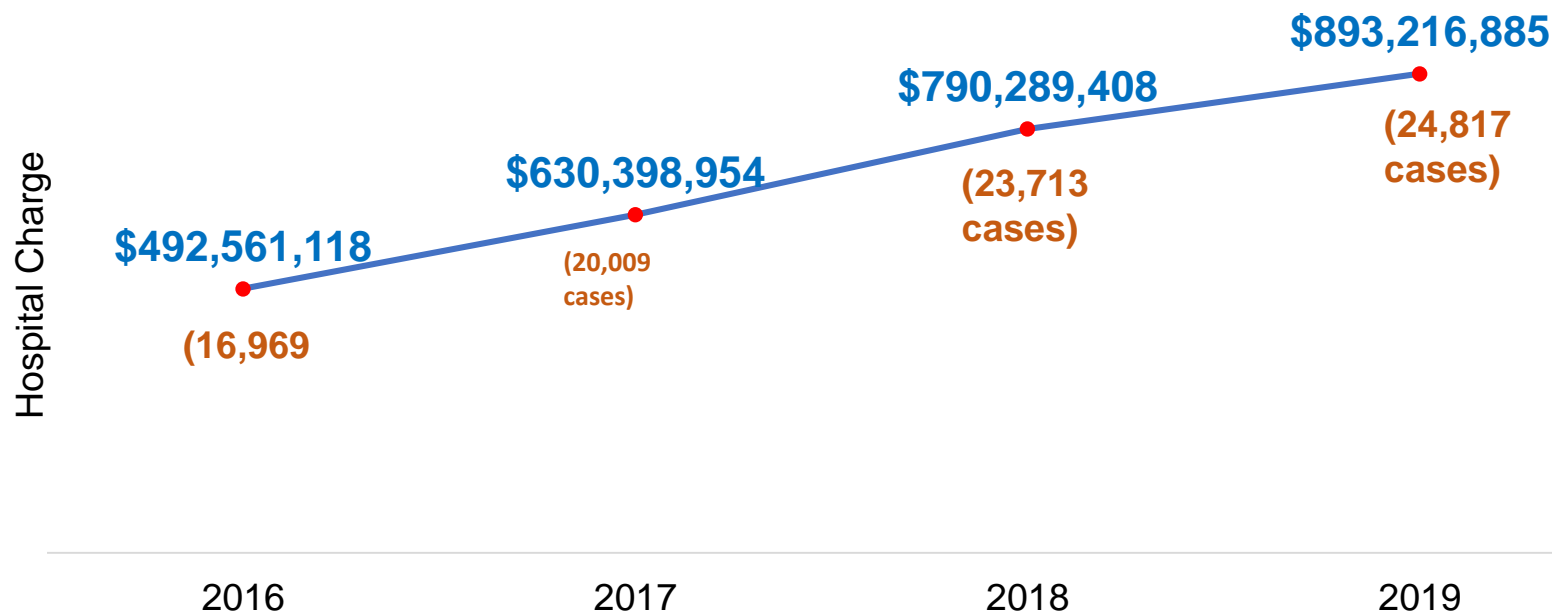 $893,216,885
$790,289,408
(24,817
cases)
$630,398,954
(23,713
cases)
$492,561,118
(20,009
cases)
(16,969
Hospital Charge
2016 2017 2018 2019